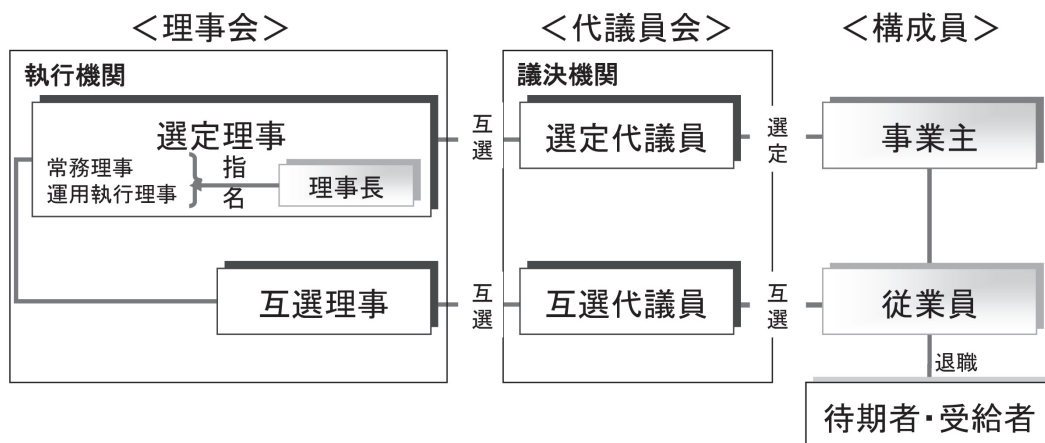 ＜理事会＞
＜代議員会＞
＜構成員＞
執行機関
選定理事
常務理事
運用執行理事
指名
理事長
互選理事
互選
互選
議決機関
選定代議員
互選代議員
選定
互選
事業主
従業員
退職
待期者・受給者